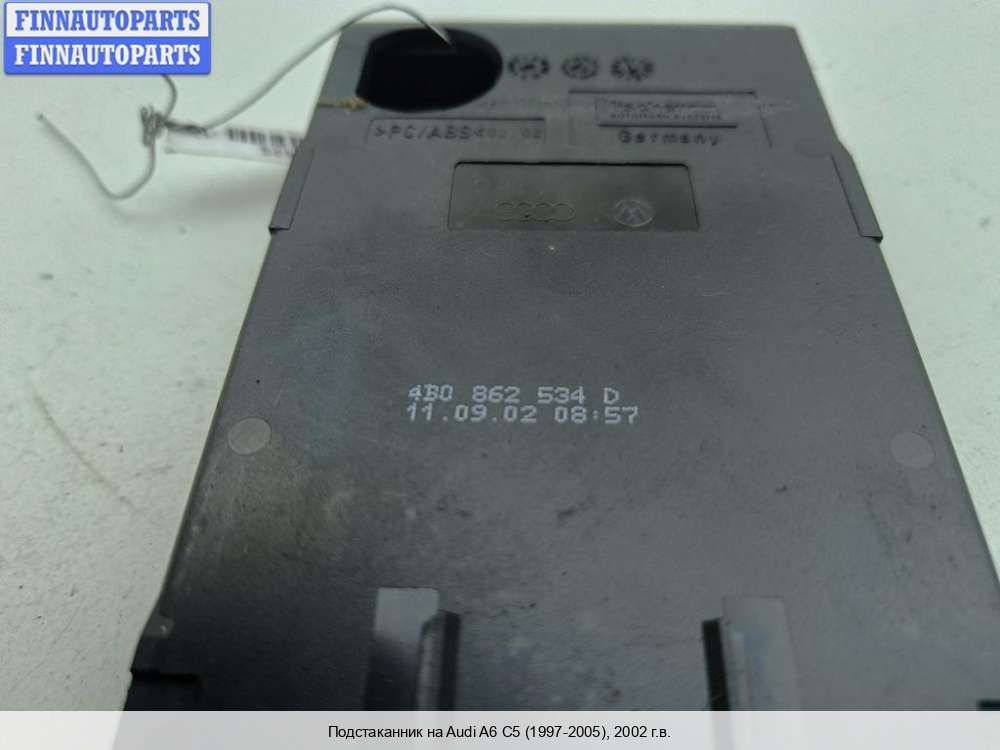 FINNAUTOPARTS
FINNAUTOPARTS
>PC/ABS<
Germany
4B0 862 534 D
11.09.02 08:57
Подстаканник на Audi A6 C5 (1997-2005), 2002 г.в.